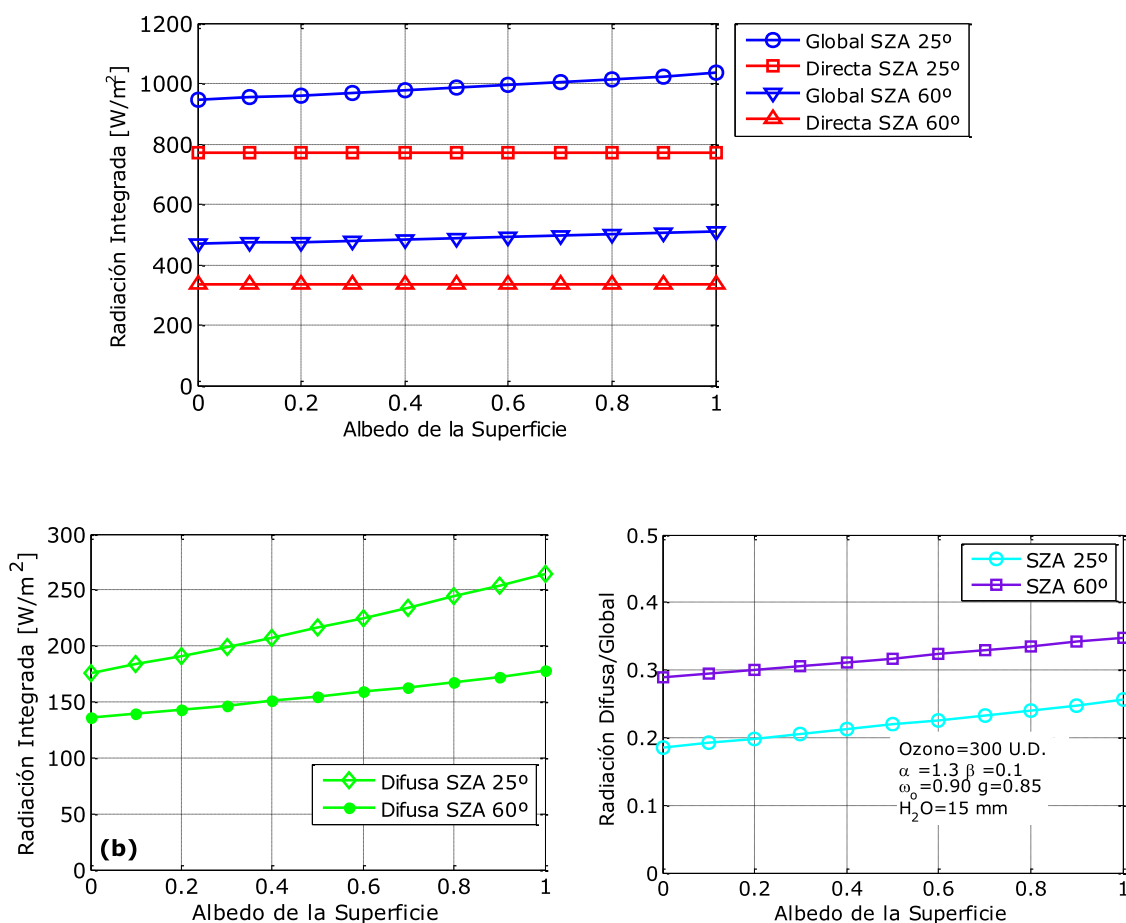 1200
1000
800
600
400
200
0
Radiación Integrada [W/m²]
0 0.2 0.4 0.6 0.8 1
Albedo de la Superficie
Global SZA 25º
Directa SZA 25º
Global SZA 60º
Directa SZA 60º
300
250
200
150
100
50
0
Radiación Integrada [W/m²]
0 0.2 0.4 0.6 0.8 1
Albedo de la Superficie
Difusa SZA 25º
Difusa SZA 60º
(b)
0.5
0.4
0.3
0.2
0.1
0
Radiación Difusa/Global
0 0.2 0.4 0.6 0.8 1
Albedo de la Superficie
SZA 25º
SZA 60º
Ozono=300 U.D.
α =1.3 β =0.1
ω₀=0.90 g=0.85
H₂O=15 mm